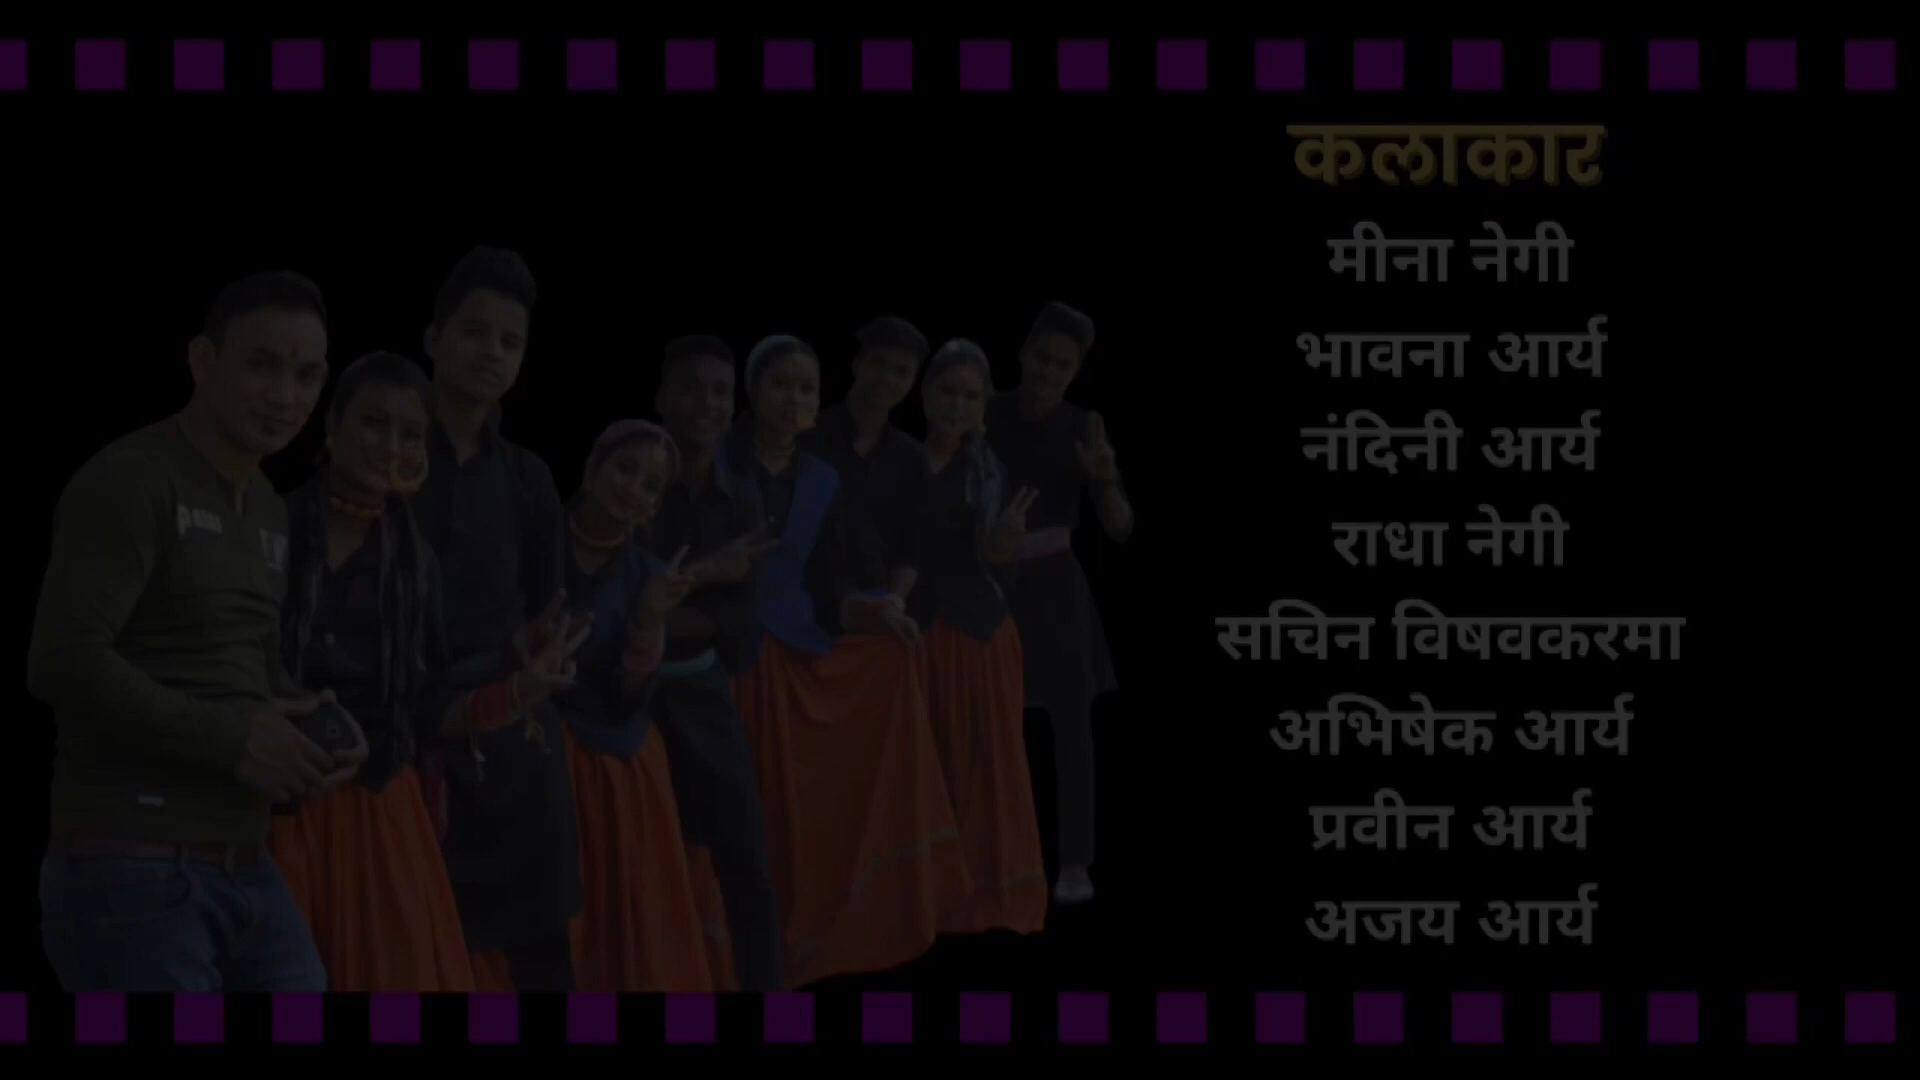 कलाकार
मीना नेगी
भावना आर्य
नंदिनी आर्य
राधा नेगी
सचिन विषवकरमा
अभिषेक आर्य
प्रवीन आर्य
अजय आर्य